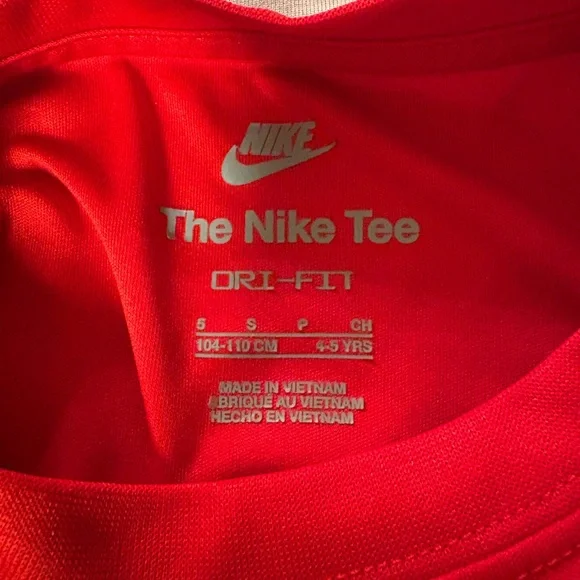 NIKE
The Nike Tee
DRI-FIT
5 S P CH
104-110 CM 4-5 YRS
MADE IN VIETNAM
FABRIQUÉ AU VIETNAM
HECHO EN VIETNAM